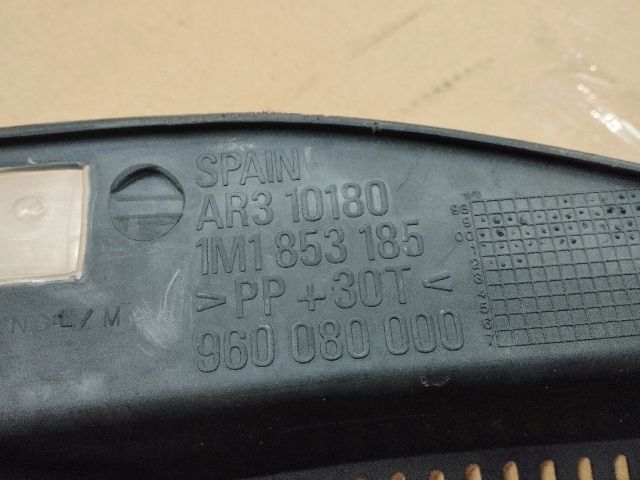 SPAIN
AR3 10180
1M1 853 185
>PP+30T<
960 080 000
L/M